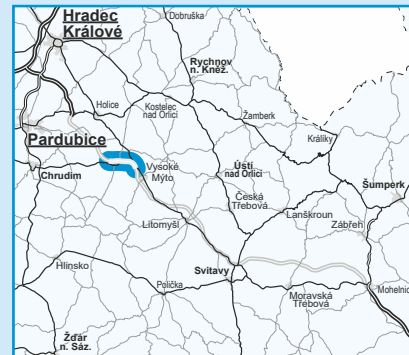 Hradec
Králové
Dobruška
Rychnov
n. Kněž.
Holice
Kostelec
nad Orlicí
Žamberk
Králíky
Pardubice
Chrudim
Vysoké
Mýto
Ústí
nad Orlicí
Šumperk
Česká
Třebová
Lanškroun
Litomyšl
Zábřeh
Hlinsko
Svitavy
Polička
Moravská
Třebová
Mohelnic
Žďár
n. Sáz.